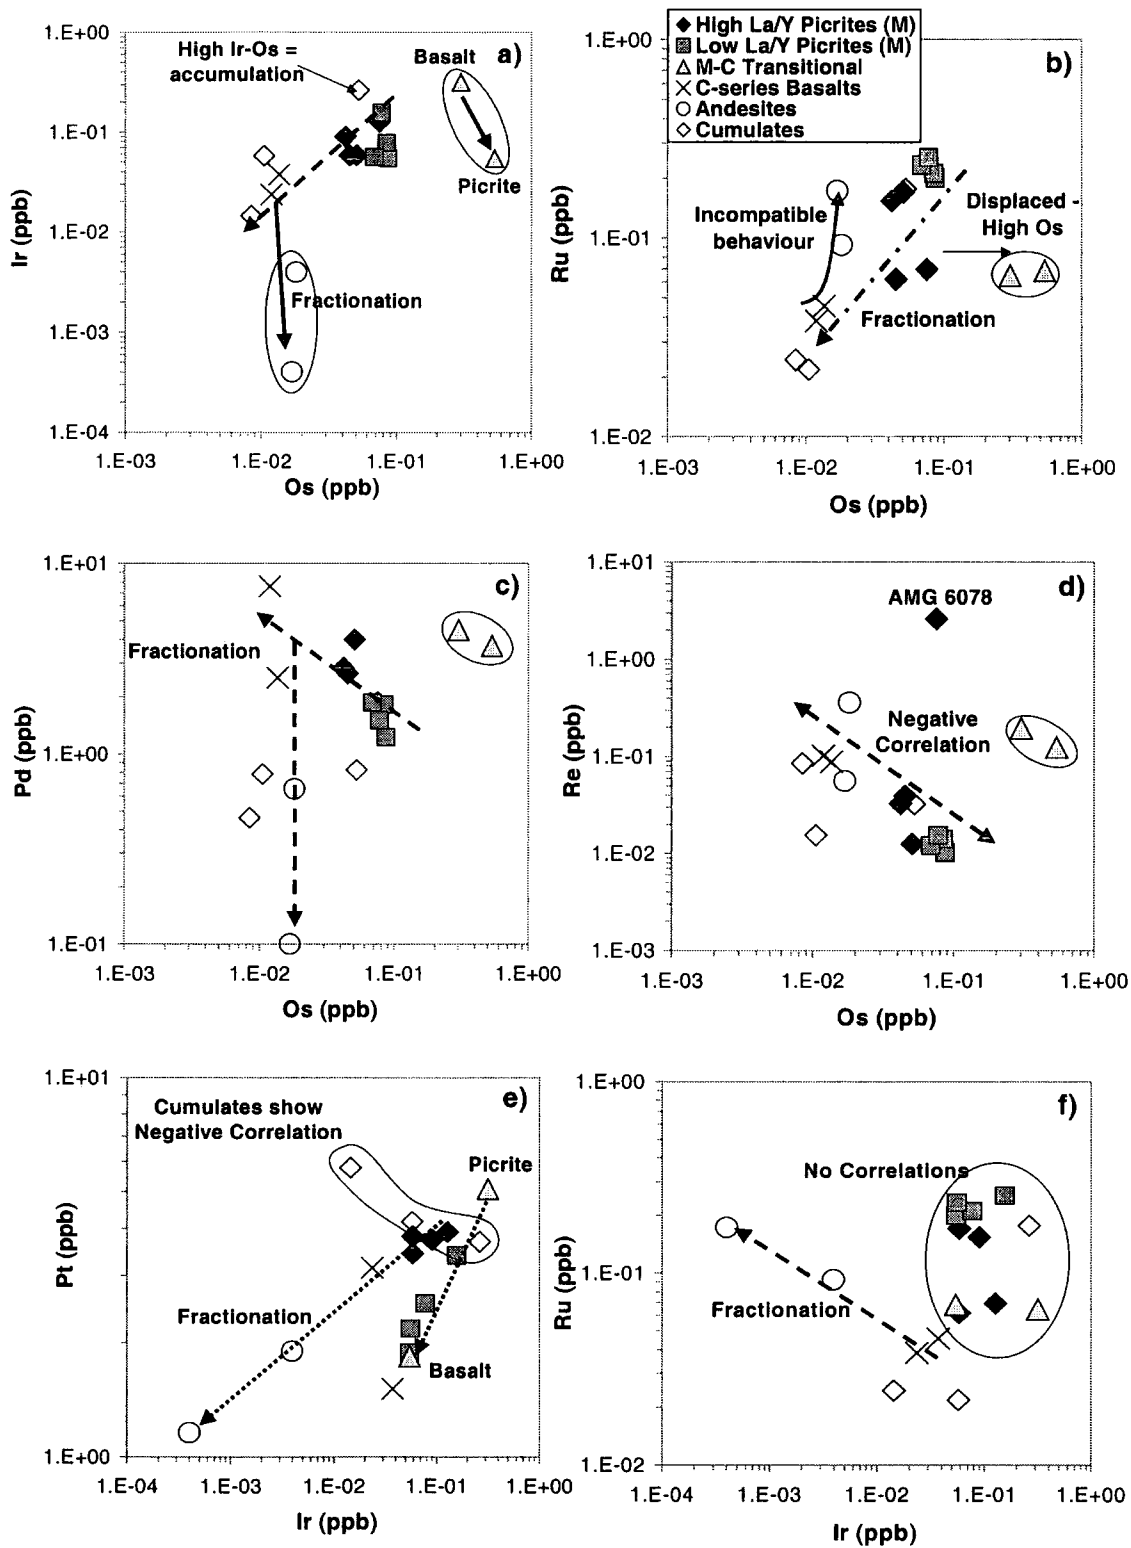 High La/Y Picrites (M)
Low La/Y Picrites (M)
M-C Transitional
C-series Basalts
Andesites
Cumulates
a)
1.E+00
1.E-01
1.E-02
1.E-03
1.E-04
Ir (ppb)
High Ir-Os =
accumulation
Basalt
Picrite
Fractionation
1.E-03
1.E-02
1.E-01
1.E+00
Os (ppb)
b)
1.E+00
1.E-01
1.E-02
Ru (ppb)
Incompatible
behaviour
Displaced -
High Os
Fractionation
1.E-03
1.E-02
1.E-01
1.E+00
Os (ppb)
c)
1.E+01
1.E+00
1.E-01
Pd (ppb)
Fractionation
1.E-03
1.E-02
1.E-01
1.E+00
Os (ppb)
d)
1.E+01
1.E+00
1.E-01
1.E-02
1.E-03
Re (ppb)
AMG 6078
Negative
Correlation
1.E-03
1.E-02
1.E-01
1.E+00
Os (ppb)
e)
1.E+01
1.E+00
Pt (ppb)
Cumulates show
Negative Correlation
Picrite
Fractionation
Basalt
1.E-04
1.E-03
1.E-02
1.E-01
1.E+00
Ir (ppb)
f)
1.E+00
1.E-01
1.E-02
Ru (ppb)
No Correlations
Fractionation
1.E-04
1.E-03
1.E-02
1.E-01
1.E+00
Ir (ppb)